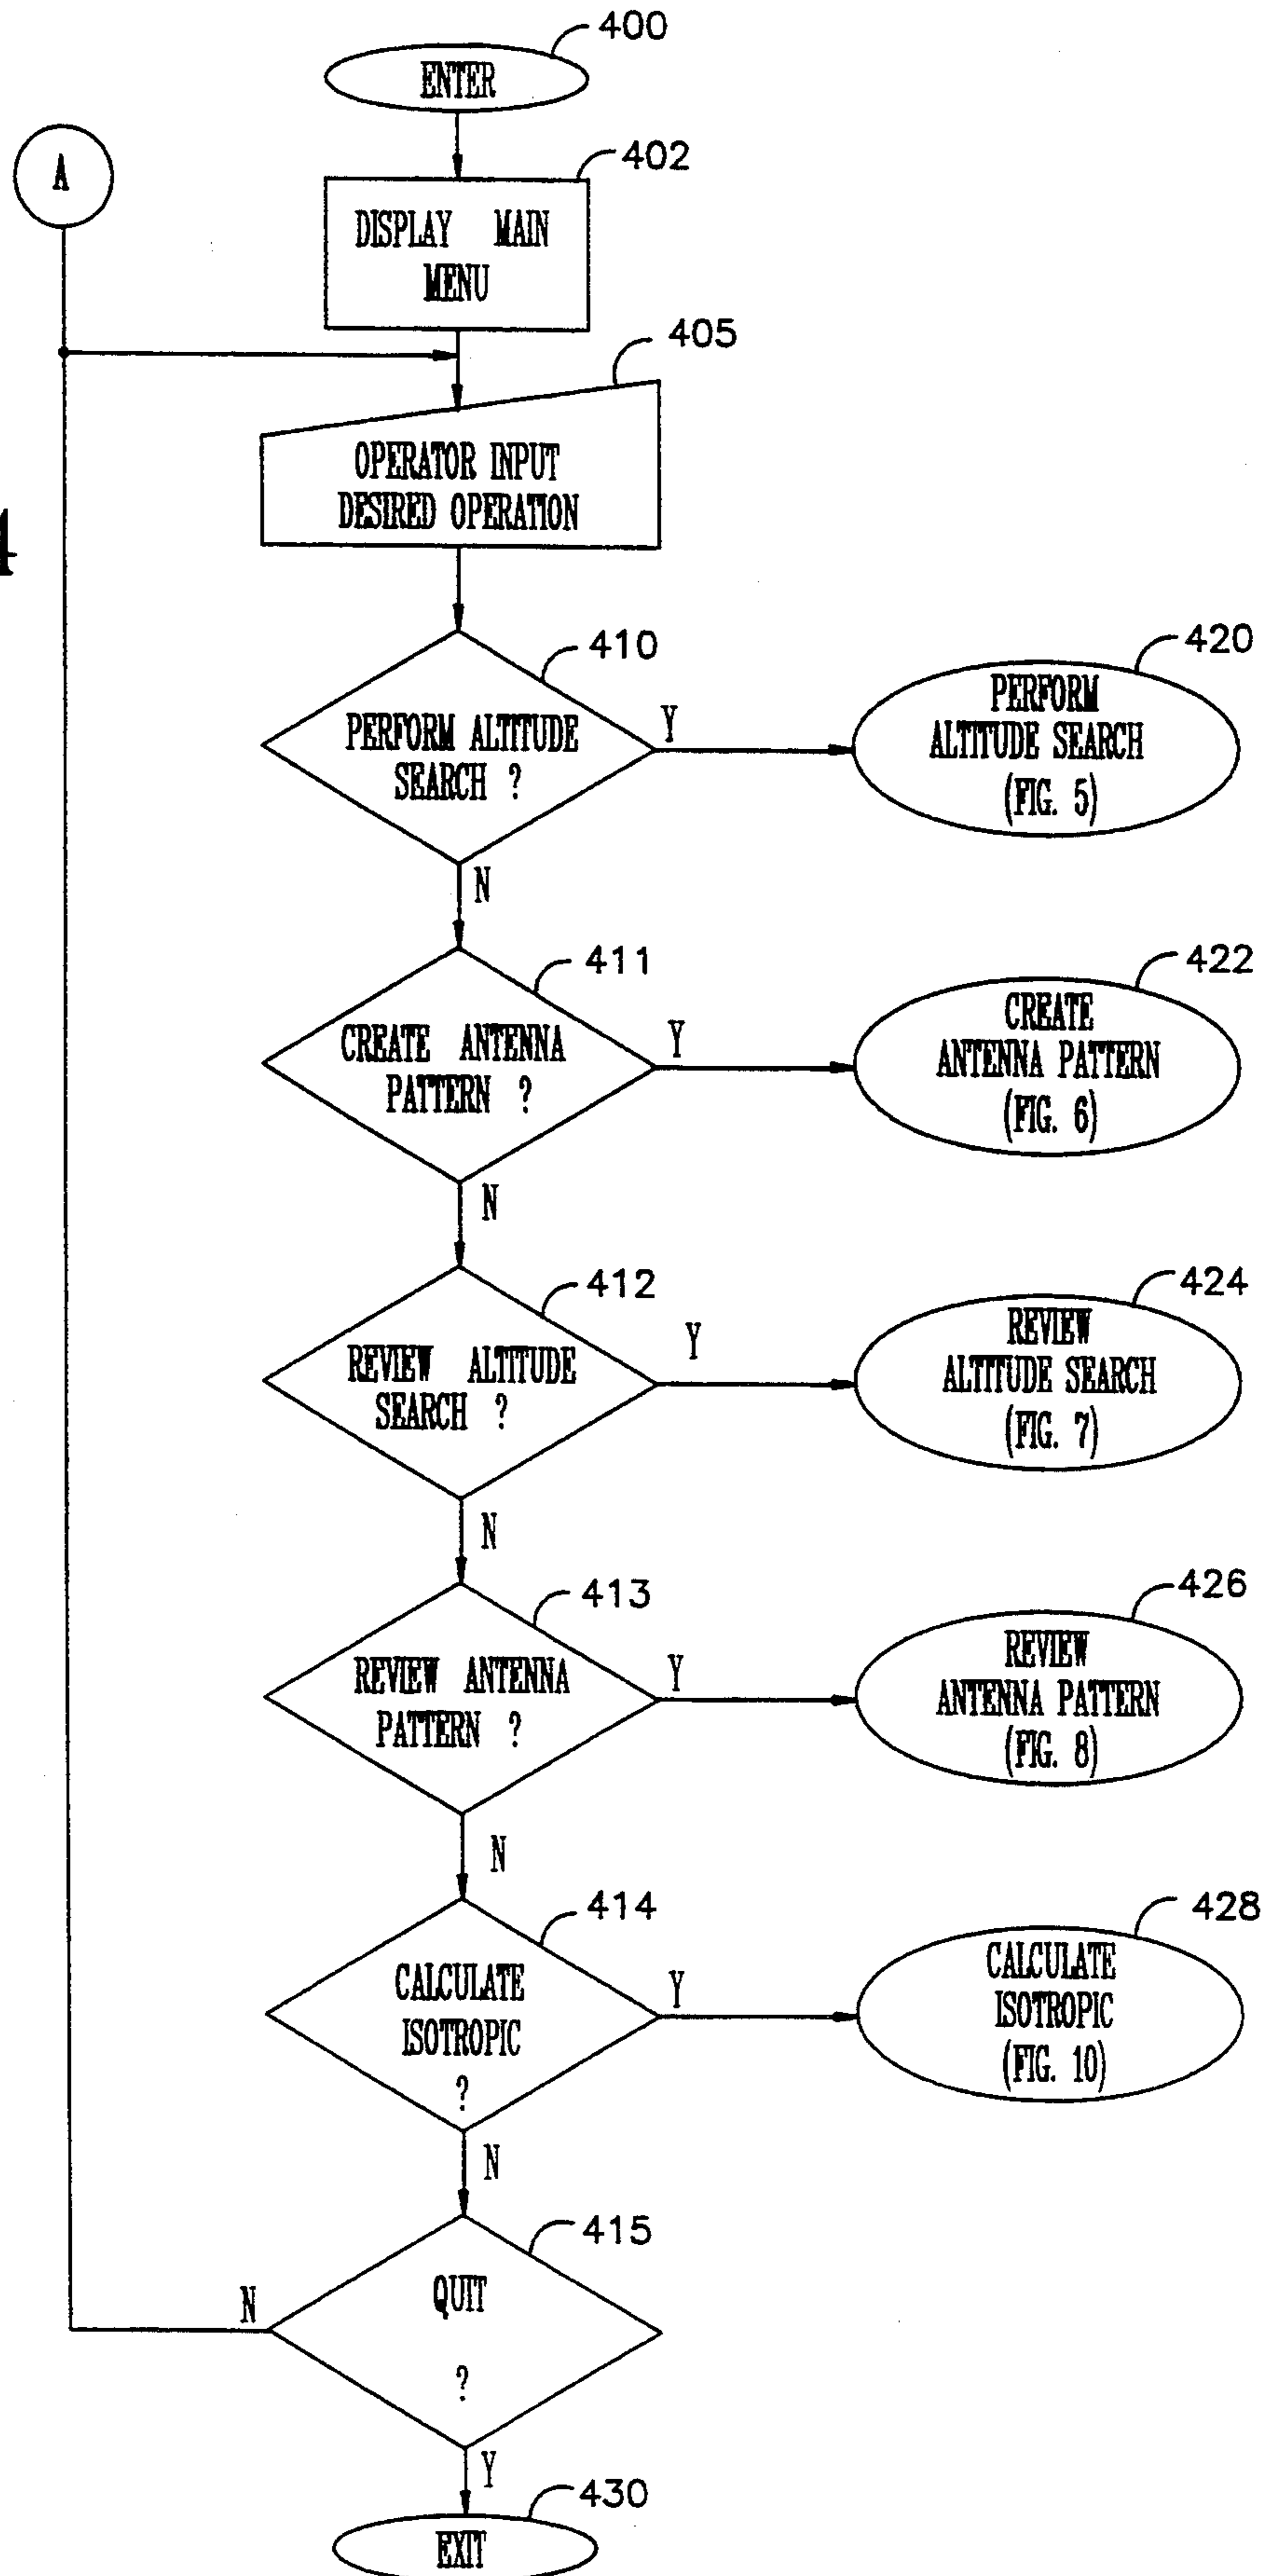 400
ENTER
A
402
DISPLAY MAIN
MENU
405
OPERATOR INPUT
DESIRED OPERATION
4
410
PERFORM ALTITUDE
SEARCH ?
Y
420
PERFORM
ALTITUDE SEARCH
(FIG. 5)
N
411
CREATE ANTENNA
PATTERN ?
Y
422
CREATE
ANTENNA PATTERN
(FIG. 6)
N
412
REVIEW ALTITUDE
SEARCH ?
Y
424
REVIEW
ALTITUDE SEARCH
(FIG. 7)
N
413
REVIEW ANTENNA
PATTERN ?
Y
426
REVIEW
ANTENNA PATTERN
(FIG. 8)
N
414
CALCULATE
ISOTROPIC
?
Y
428
CALCULATE
ISOTROPIC
(FIG. 10)
N
415
QUIT
?
N
Y
430
EXIT